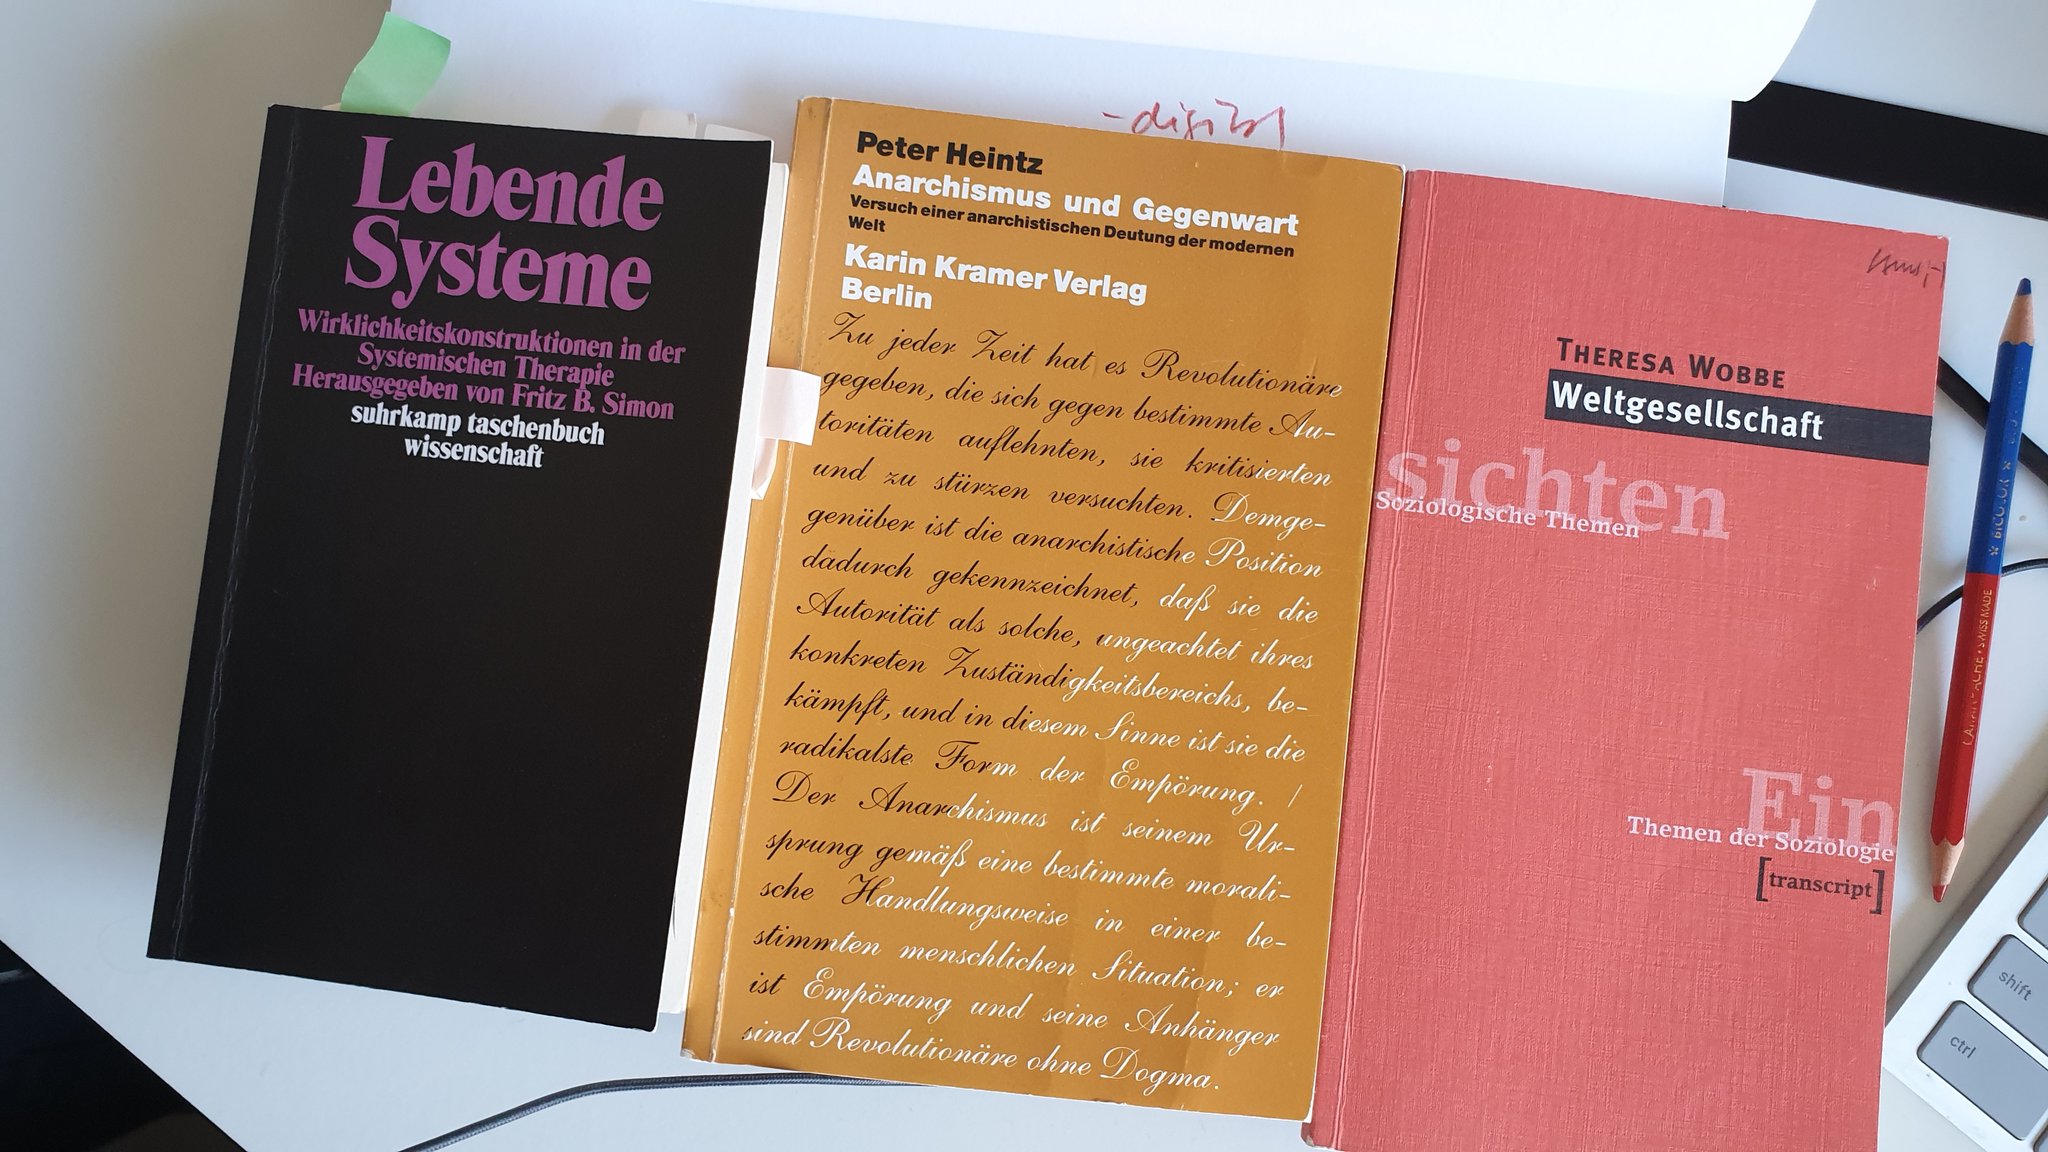 Lebende
Systeme
Wirklichkeitskonstruktionen in der
Systemischen Therapie
Herausgegeben von Fritz B. Simon
suhrkamp taschenbuch
wissenschaft
Peter Heintz
Anarchismus und Gegenwart
Versuch einer anarchistischen Deutung der modernen
Welt
Karin Kramer Verlag
Berlin
Zu jeder Zeit hat es Revolutionäre
gegeben, die sich gegen bestimmte Au-
toritäten auflehnten, sie kritisierten
und zu stürzen versuchten. Demge-
genüber ist die anarchistische Position
dadurch gekennzeichnet, daß sie die
Autorität als solche, ungeachtet ihres
konkreten Zuständigkeitsbereichs, be-
kämpft, und in diesem Sinne ist sie die
radikalste Form der Empörung. /
Der Anarchismus ist seinem Ur-
sprung gemäß eine bestimmte morali-
sche Handlungsweise in einer be-
stimmten menschlichen Situation; er
ist Empörung und seine Anhänger
sind Revolutionäre ohne Dogma.
THERESA WOBBE
Weltgesellschaft
sichten
Soziologische Themen
Ein
Themen der Soziologie
[transcript]
BICOLOR
CARAN D'ACHE · SWISS MADE
shift
ctrl